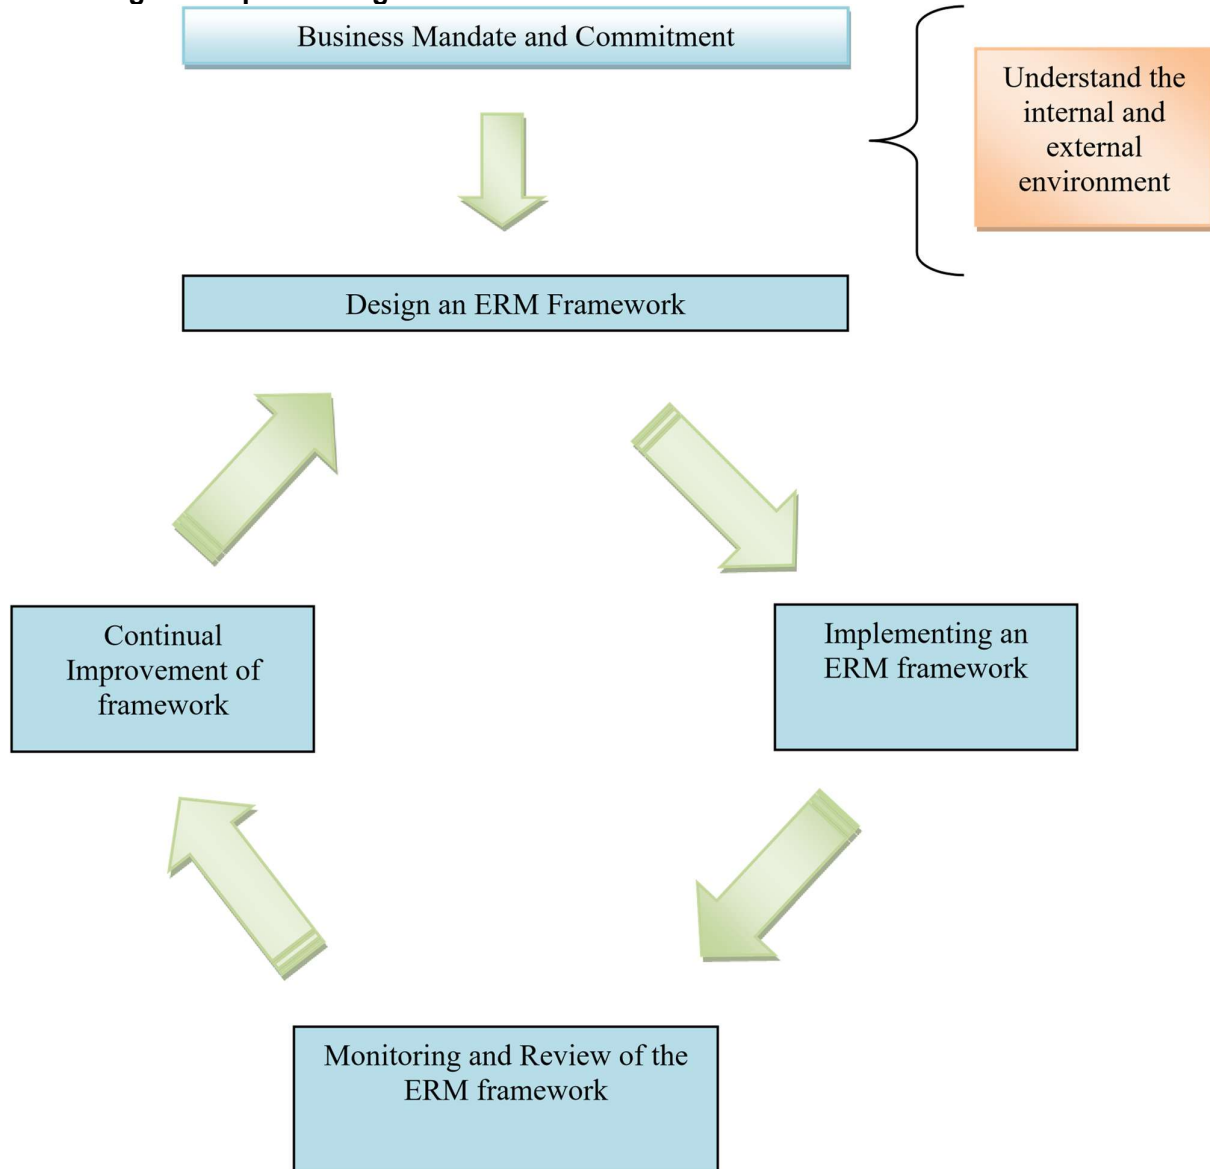 Business Mandate and Commitment
Understand the
internal and
external
environment
Design an ERM Framework
Continual
Improvement of
framework
Implementing an
ERM framework
Monitoring and Review of the
ERM framework